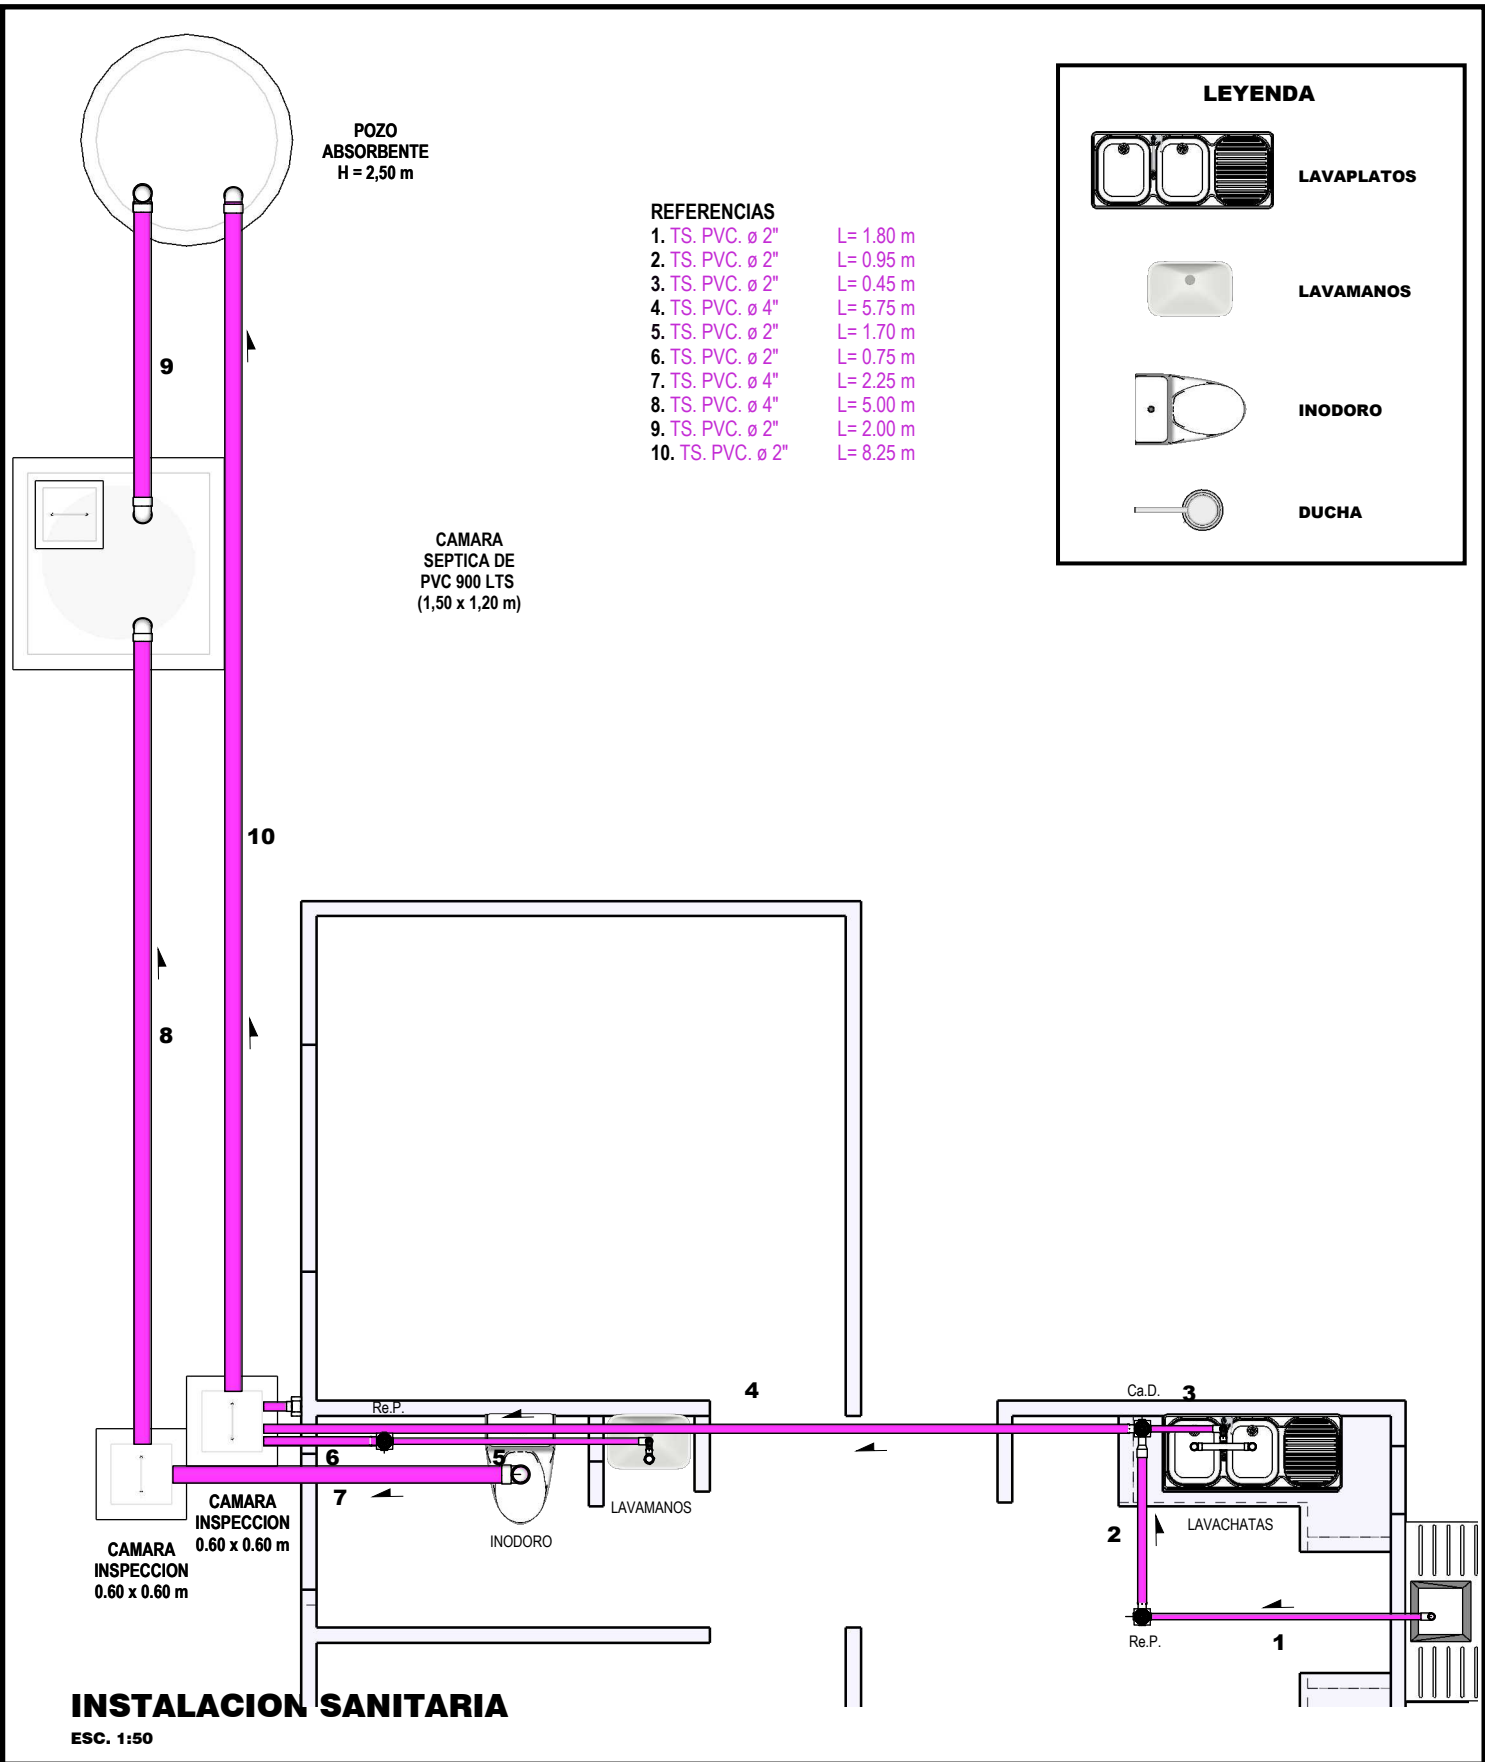 POZO
ABSORBENTE
H = 2,50 m
LEYENDA
LAVAPLATOS
LAVAMANOS
INODORO
DUCHA
REFERENCIAS
1. TS. PVC. ø 2" L= 1.80 m
2. TS. PVC. ø 2" L= 0.95 m
3. TS. PVC. ø 2" L= 0.45 m
4. TS. PVC. ø 4" L= 5.75 m
5. TS. PVC. ø 2" L= 1.70 m
6. TS. PVC. ø 2" L= 0.75 m
7. TS. PVC. ø 4" L= 2.25 m
8. TS. PVC. ø 4" L= 5.00 m
9. TS. PVC. ø 2" L= 2.00 m
10. TS. PVC. ø 2" L= 8.25 m
9
CAMARA
SEPTICA DE
PVC 900 LTS
(1,50 x 1,20 m)
10
8
4
Ca.D.
3
Re.P.
6
5
7
LAVAMANOS
INODORO
LAVACHATAS
2
CAMARA
INSPECCION
0.60 x 0.60 m
CAMARA
INSPECCION
0.60 x 0.60 m
Re.P.
1
INSTALACION SANITARIA
ESC. 1:50